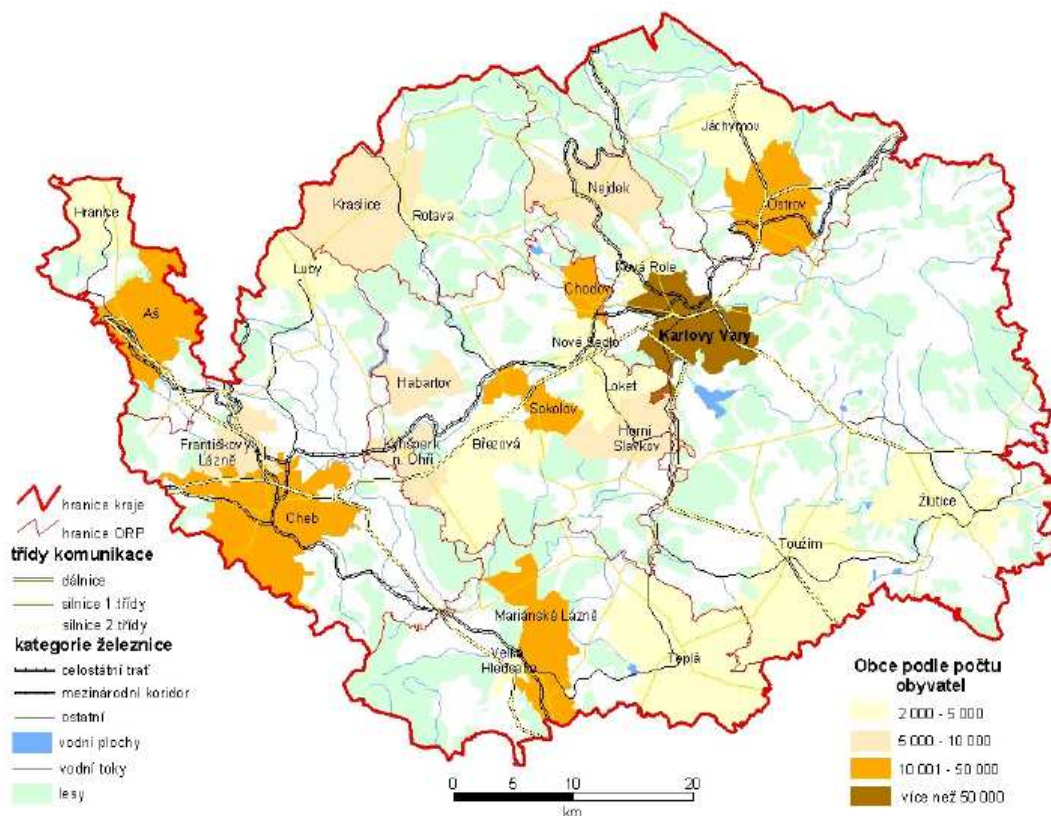 Jáchymov
Hranice
Kraslice
Rotava
Nejdek
Ostrov
Luby
Nová Role
Chodov
Aš
Karlovy Vary
Nové Sedlo
Habartov
Loket
Sokolov
Františkovy
Lázně
Kynšperk
n. Ohří
Březová
Horní
Slavkov
Cheb
Žlutice
Toužim
Mariánské Lázně
Velká
Hleďsebe
Teplá
hranice kraje
hranice ORP
třídy komunikace
dálnice
silnice 1.třídy
silnice 2.třídy
kategorie železnice
celostátní trať
mezinárodní koridor
ostatní
vodní plochy
vodní toky
lesy
0 5 10 20
km
Obce podle počtu
obyvatel
2 000 - 5 000
5 000 - 10 000
10 001 - 50 000
více než 50 000